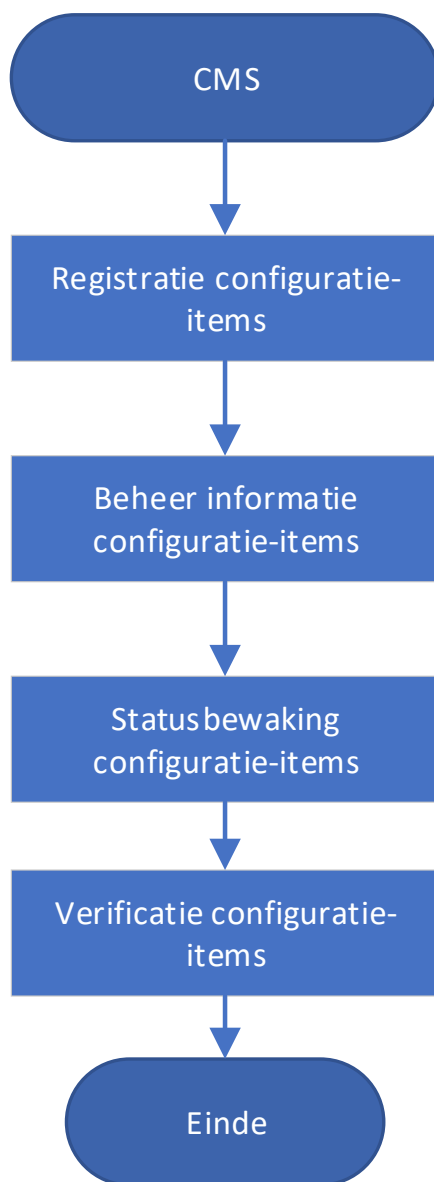 CMS
Registratie configuratie-
items
Beheer informatie
configuratie-items
Statusbewaking
configuratie-items
Verificatie configuratie-
items
Einde